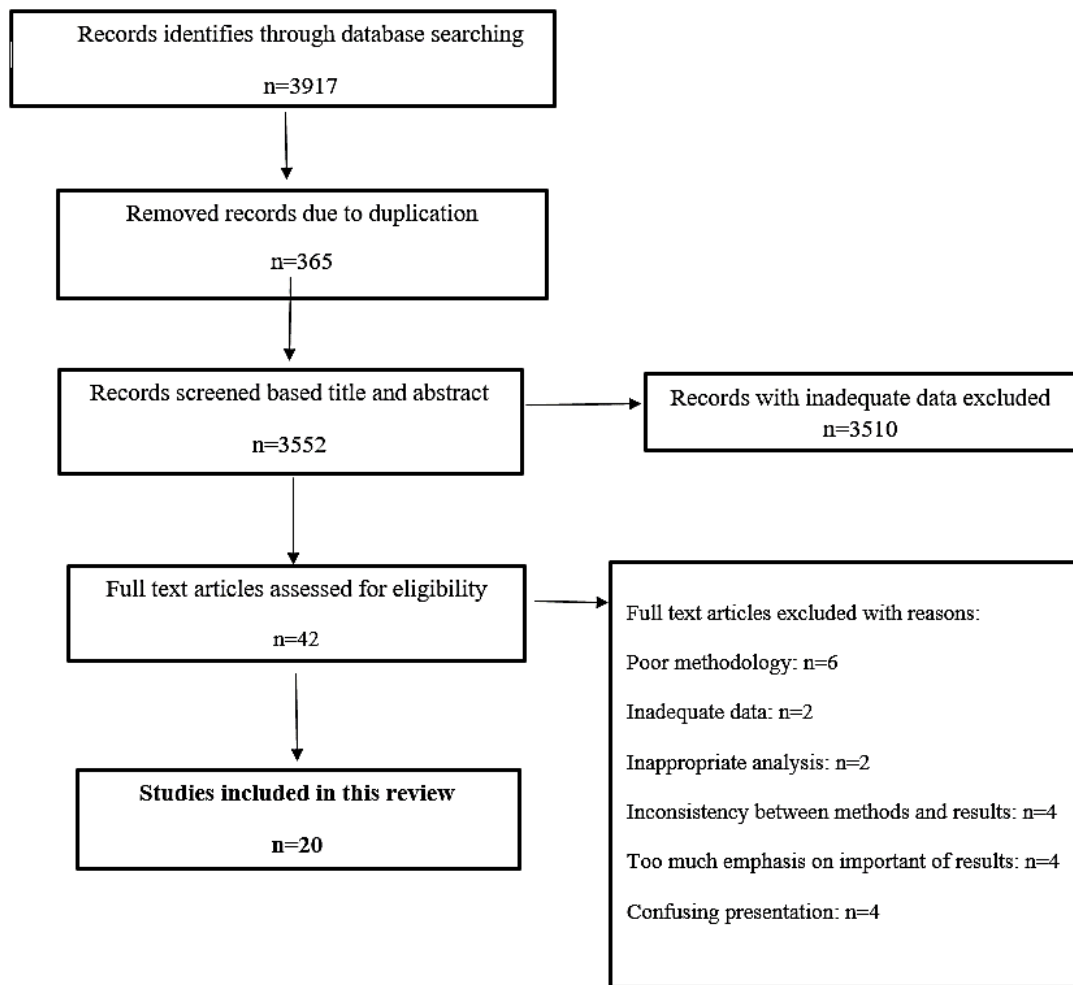 Records identifies through database searching
n=3917
Removed records due to duplication
n=365
Records screened based title and abstract
n=3552
Records with inadequate data excluded
n=3510
Full text articles assessed for eligibility
n=42
Full text articles excluded with reasons:
Poor methodology: n=6
Inadequate data: n=2
Inappropriate analysis: n=2
Inconsistency between methods and results: n=4
Too much emphasis on important of results: n=4
Confusing presentation: n=4
Studies included in this review
n=20